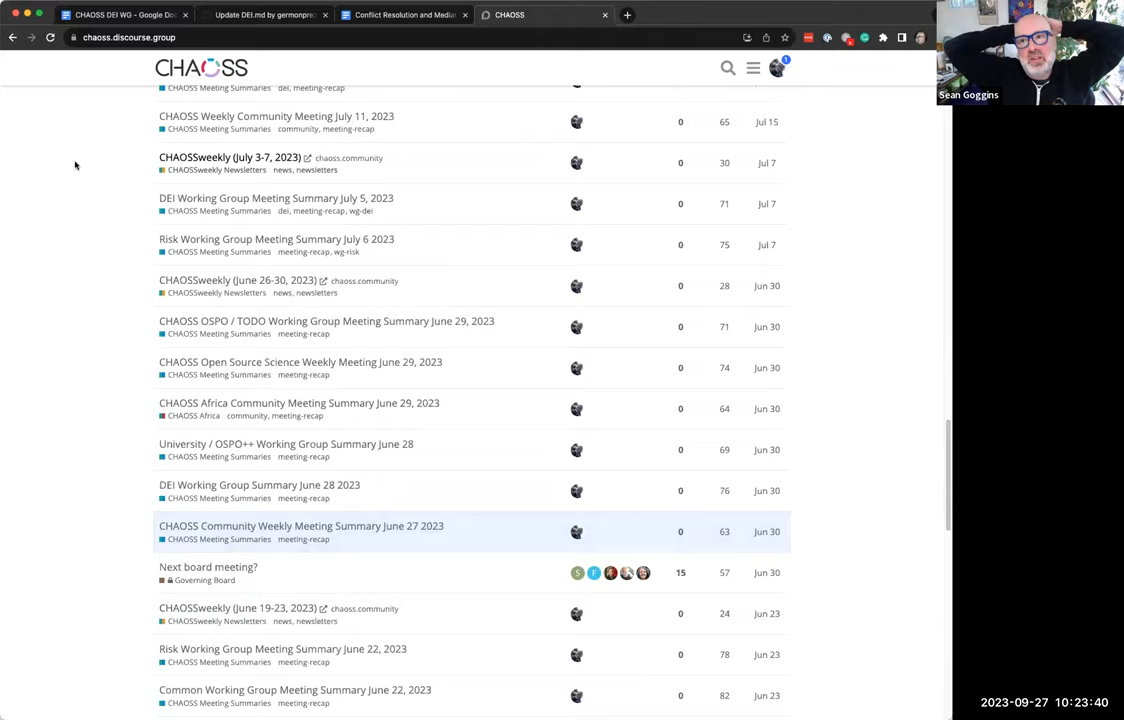 CHAOSS DEI WG - Google Doc
Update DEI.md by germonprez
Conflict Resolution and Mediat
CHAOSS
chaoss.discourse.group
CHAOSS
1
Sean Goggins
CHAOSS Meeting Summaries dei, meeting-recap
CHAOSS Weekly Community Meeting July 11, 2023 0 65 Jul 15
CHAOSS Meeting Summaries community, meeting-recap
CHAOSSweekly (July 3-7, 2023) chaoss.community 0 30 Jul 7
CHAOSSweekly Newsletters news, newsletters
DEI Working Group Meeting Summary July 5, 2023 0 71 Jul 7
CHAOSS Meeting Summaries dei, meeting-recap, wg-dei
Risk Working Group Meeting Summary July 6 2023 0 75 Jul 7
CHAOSS Meeting Summaries meeting-recap, wg-risk
CHAOSSweekly (June 26-30, 2023) chaoss.community 0 28 Jun 30
CHAOSSweekly Newsletters news, newsletters
CHAOSS OSPO / TODO Working Group Meeting Summary June 29, 2023 0 71 Jun 30
CHAOSS Meeting Summaries meeting-recap
CHAOSS Open Source Science Weekly Meeting June 29, 2023 0 74 Jun 30
CHAOSS Meeting Summaries meeting-recap
CHAOSS Africa Community Meeting Summary June 29, 2023 0 64 Jun 30
CHAOSS Africa community, meeting-recap
University / OSPO++ Working Group Summary June 28 0 69 Jun 30
CHAOSS Meeting Summaries meeting-recap
DEI Working Group Summary June 28 2023 0 76 Jun 30
CHAOSS Meeting Summaries meeting-recap
CHAOSS Community Weekly Meeting Summary June 27 2023 0 63 Jun 30
CHAOSS Meeting Summaries meeting-recap
Next board meeting? S F 15 57 Jun 30
Governing Board
CHAOSSweekly (June 19-23, 2023) chaoss.community 0 24 Jun 23
CHAOSSweekly Newsletters news, newsletters
Risk Working Group Meeting Summary June 22, 2023 0 78 Jun 23
CHAOSS Meeting Summaries meeting-recap
Common Working Group Meeting Summary June 22, 2023 0 82 Jun 23
CHAOSS Meeting Summaries meeting-recap
2023-09-27 10:23:40